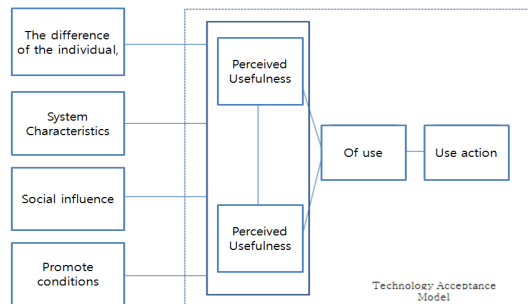 The difference
of the individual,
System
Characteristics
Social influence
Promote
conditions
Perceived
Usefulness
Perceived
Usefulness
Of use
Use action
Technology Acceptance
Model